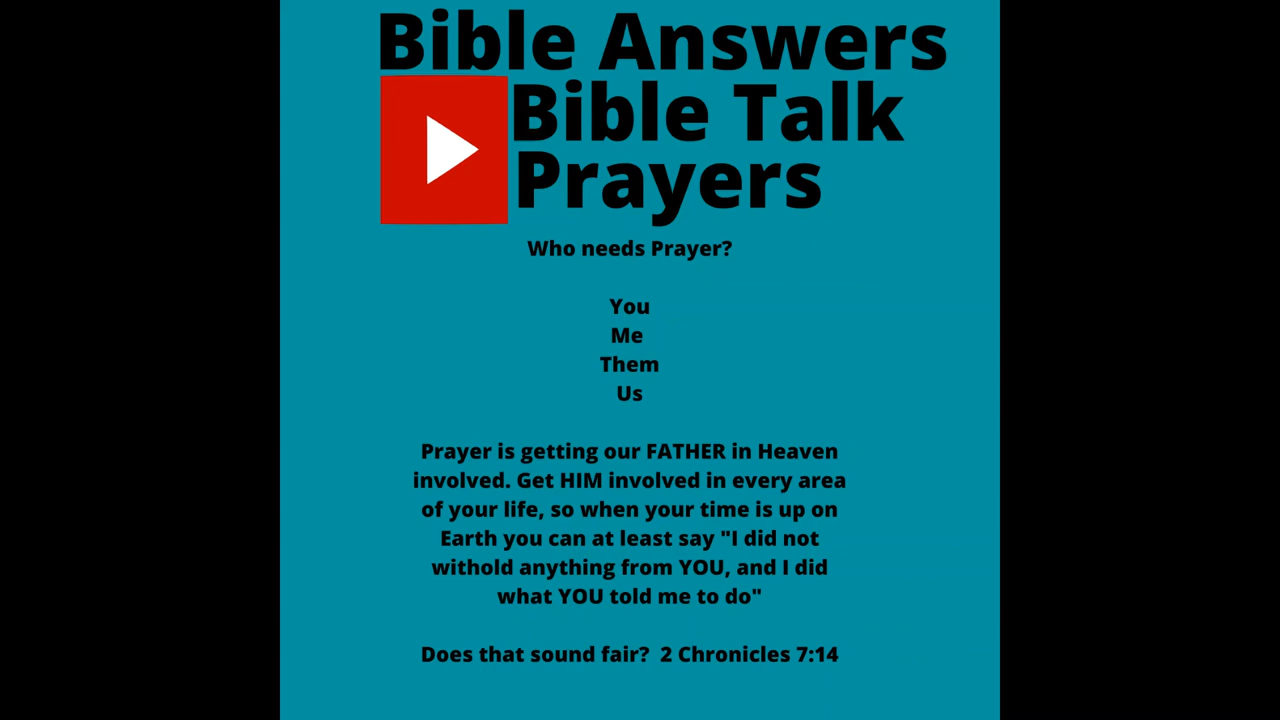 Bible Answers
Bible Talk
Prayers
Who needs Prayer?
You
Me
Them
Us
Prayer is getting our FATHER in Heaven
involved. Get HIM involved in every area
of your life, so when your time is up on
Earth you can at least say "I did not
withold anything from YOU, and I did
what YOU told me to do"
Does that sound fair?  2 Chronicles 7:14